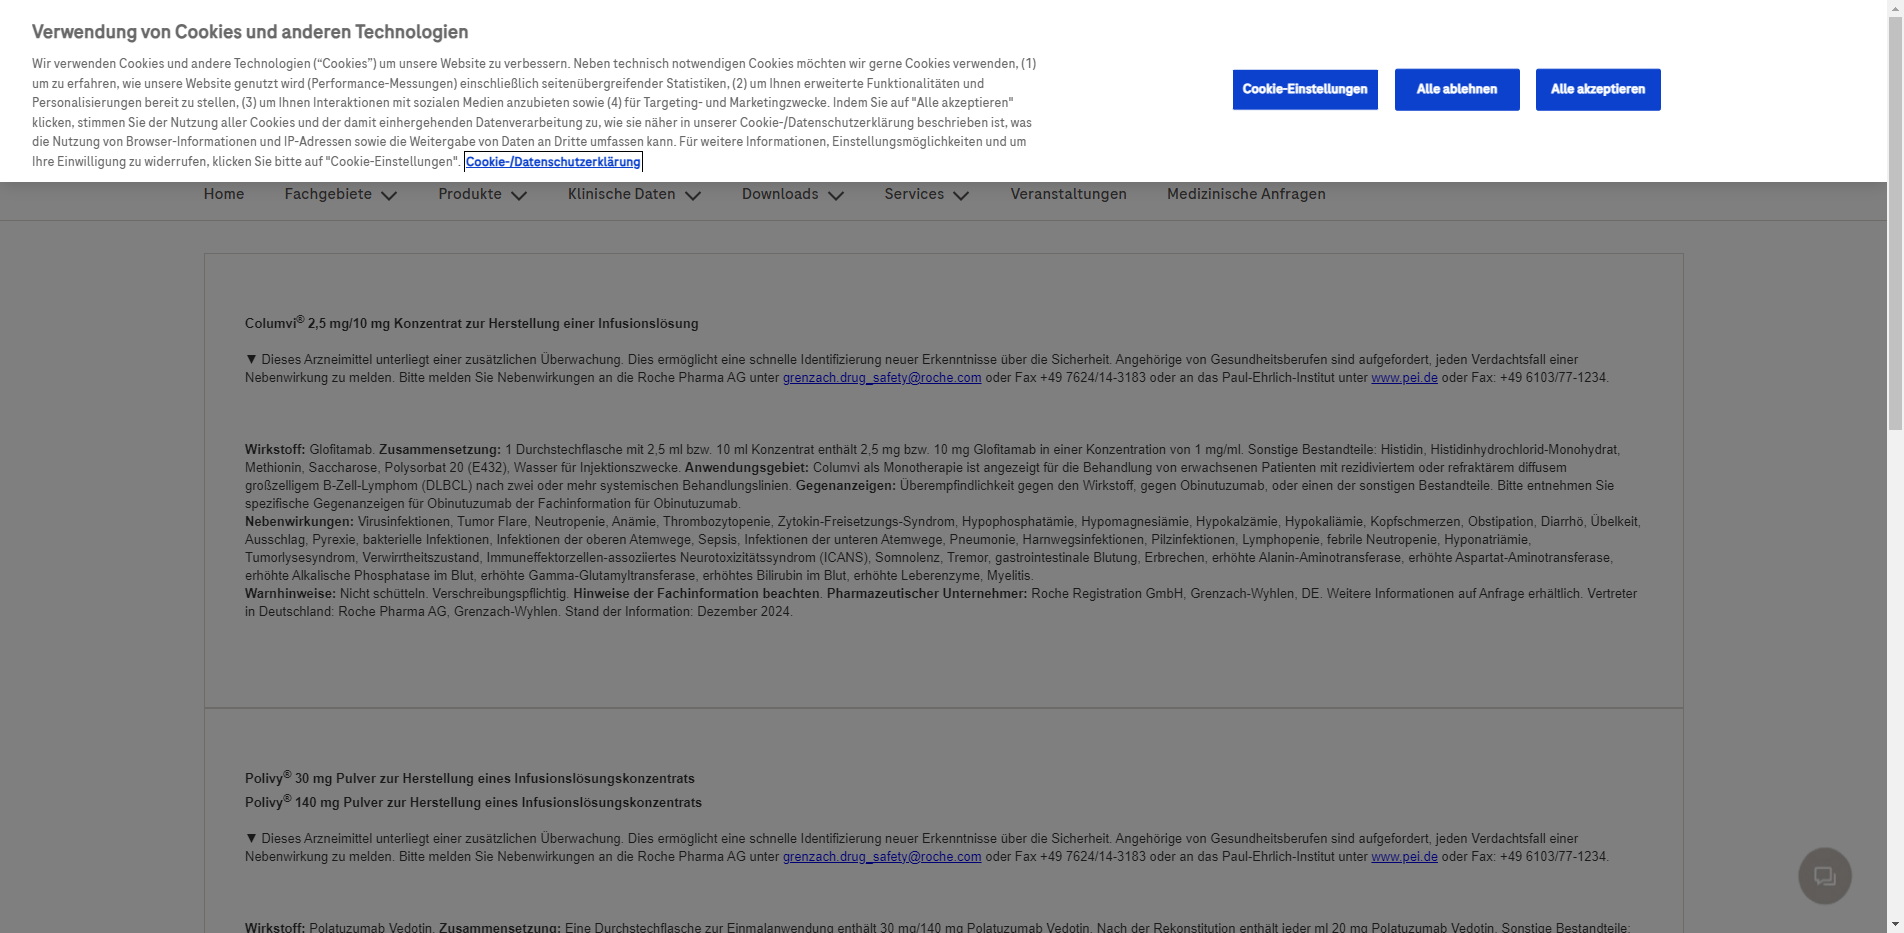 Verwendung von Cookies und anderen Technologien
Wir verwenden Cookies und andere Technologien (“Cookies”) um unsere Website zu verbessern. Neben technisch notwendigen Cookies möchten wir gerne Cookies verwenden, (1)
um zu erfahren, wie unsere Website genutzt wird (Performance-Messungen) einschließlich seitenübergreifender Statistiken, (2) um Ihnen erweiterte Funktionalitäten und
Personalisierungen bereit zu stellen, (3) um Ihnen Interaktionen mit sozialen Medien anzubieten sowie (4) für Targeting- und Marketingzwecke. Indem Sie auf "Alle akzeptieren"
klicken, stimmen Sie der Nutzung aller Cookies und der damit einhergehenden Datenverarbeitung zu, wie sie näher in unserer Cookie-/Datenschutzerklärung beschrieben ist, was
die Nutzung von Browser-Informationen und IP-Adressen sowie die Weitergabe von Daten an Dritte umfassen kann. Für weitere Informationen, Einstellungsmöglichkeiten und um
Ihre Einwilligung zu widerrufen, klicken Sie bitte auf "Cookie-Einstellungen". Cookie-/Datenschutzerklärung
Cookie-Einstellungen Alle ablehnen Alle akzeptieren
Home Fachgebiete Produkte Klinische Daten Downloads Services Veranstaltungen Medizinische Anfragen
Columvi® 2,5 mg/10 mg Konzentrat zur Herstellung einer Infusionslösung
▼ Dieses Arzneimittel unterliegt einer zusätzlichen Überwachung. Dies ermöglicht eine schnelle Identifizierung neuer Erkenntnisse über die Sicherheit. Angehörige von Gesundheitsberufen sind aufgefordert, jeden Verdachtsfall einer
Nebenwirkung zu melden. Bitte melden Sie Nebenwirkungen an die Roche Pharma AG unter grenzach.drug_safety@roche.com oder Fax +49 7624/14-3183 oder an das Paul-Ehrlich-Institut unter www.pei.de oder Fax: +49 6103/77-1234.
Wirkstoff: Glofitamab. Zusammensetzung: 1 Durchstechflasche mit 2,5 ml bzw. 10 ml Konzentrat enthält 2,5 mg bzw. 10 mg Glofitamab in einer Konzentration von 1 mg/ml. Sonstige Bestandteile: Histidin, Histidinhydrochlorid-Monohydrat,
Methionin, Saccharose, Polysorbat 20 (E432), Wasser für Injektionszwecke. Anwendungsgebiet: Columvi als Monotherapie ist angezeigt für die Behandlung von erwachsenen Patienten mit rezidiviertem oder refraktärem diffusem
großzelligem B-Zell-Lymphom (DLBCL) nach zwei oder mehr systemischen Behandlungslinien. Gegenanzeigen: Überempfindlichkeit gegen den Wirkstoff, gegen Obinutuzumab, oder einen der sonstigen Bestandteile. Bitte entnehmen Sie
spezifische Gegenanzeigen für Obinutuzumab der Fachinformation für Obinutuzumab.
Nebenwirkungen: Virusinfektionen, Tumor Flare, Neutropenie, Anämie, Thrombozytopenie, Zytokin-Freisetzungs-Syndrom, Hypophosphatämie, Hypomagnesiämie, Hypokalzämie, Hypokaliämie, Kopfschmerzen, Obstipation, Diarrhö, Übelkeit,
Ausschlag, Pyrexie, bakterielle Infektionen, Infektionen der oberen Atemwege, Sepsis, Infektionen der unteren Atemwege, Pneumonie, Harnwegsinfektionen, Pilzinfektionen, Lymphopenie, febrile Neutropenie, Hyponatriämie,
Tumorlysesyndrom, Verwirrtheitszustand, Immuneffektorzellen-assoziiertes Neurotoxizitätssyndrom (ICANS), Somnolenz, Tremor, gastrointestinale Blutung, Erbrechen, erhöhte Alanin-Aminotransferase, erhöhte Aspartat-Aminotransferase,
erhöhte Alkalische Phosphatase im Blut, erhöhte Gamma-Glutamyltransferase, erhöhtes Bilirubin im Blut, erhöhte Leberenzyme, Myelitis.
Warnhinweise: Nicht schütteln. Verschreibungspflichtig. Hinweise der Fachinformation beachten. Pharmazeutischer Unternehmer: Roche Registration GmbH, Grenzach-Wyhlen, DE. Weitere Informationen auf Anfrage erhältlich. Vertreter
in Deutschland: Roche Pharma AG, Grenzach-Wyhlen. Stand der Information: Dezember 2024.
Polivy® 30 mg Pulver zur Herstellung eines Infusionslösungskonzentrats
Polivy® 140 mg Pulver zur Herstellung eines Infusionslösungskonzentrats
▼ Dieses Arzneimittel unterliegt einer zusätzlichen Überwachung. Dies ermöglicht eine schnelle Identifizierung neuer Erkenntnisse über die Sicherheit. Angehörige von Gesundheitsberufen sind aufgefordert, jeden Verdachtsfall einer
Nebenwirkung zu melden. Bitte melden Sie Nebenwirkungen an die Roche Pharma AG unter grenzach.drug_safety@roche.com oder Fax +49 7624/14-3183 oder an das Paul-Ehrlich-Institut unter www.pei.de oder Fax: +49 6103/77-1234.
Wirkstoff: Polatuzumab Vedotin. Zusammensetzung: Eine Durchstechflasche zur Einmalanwendung enthält 30 mg/140 mg Polatuzumab Vedotin. Nach der Rekonstitution enthält jeder ml 20 mg Polatuzumab Vedotin. Sonstige Bestandteile: